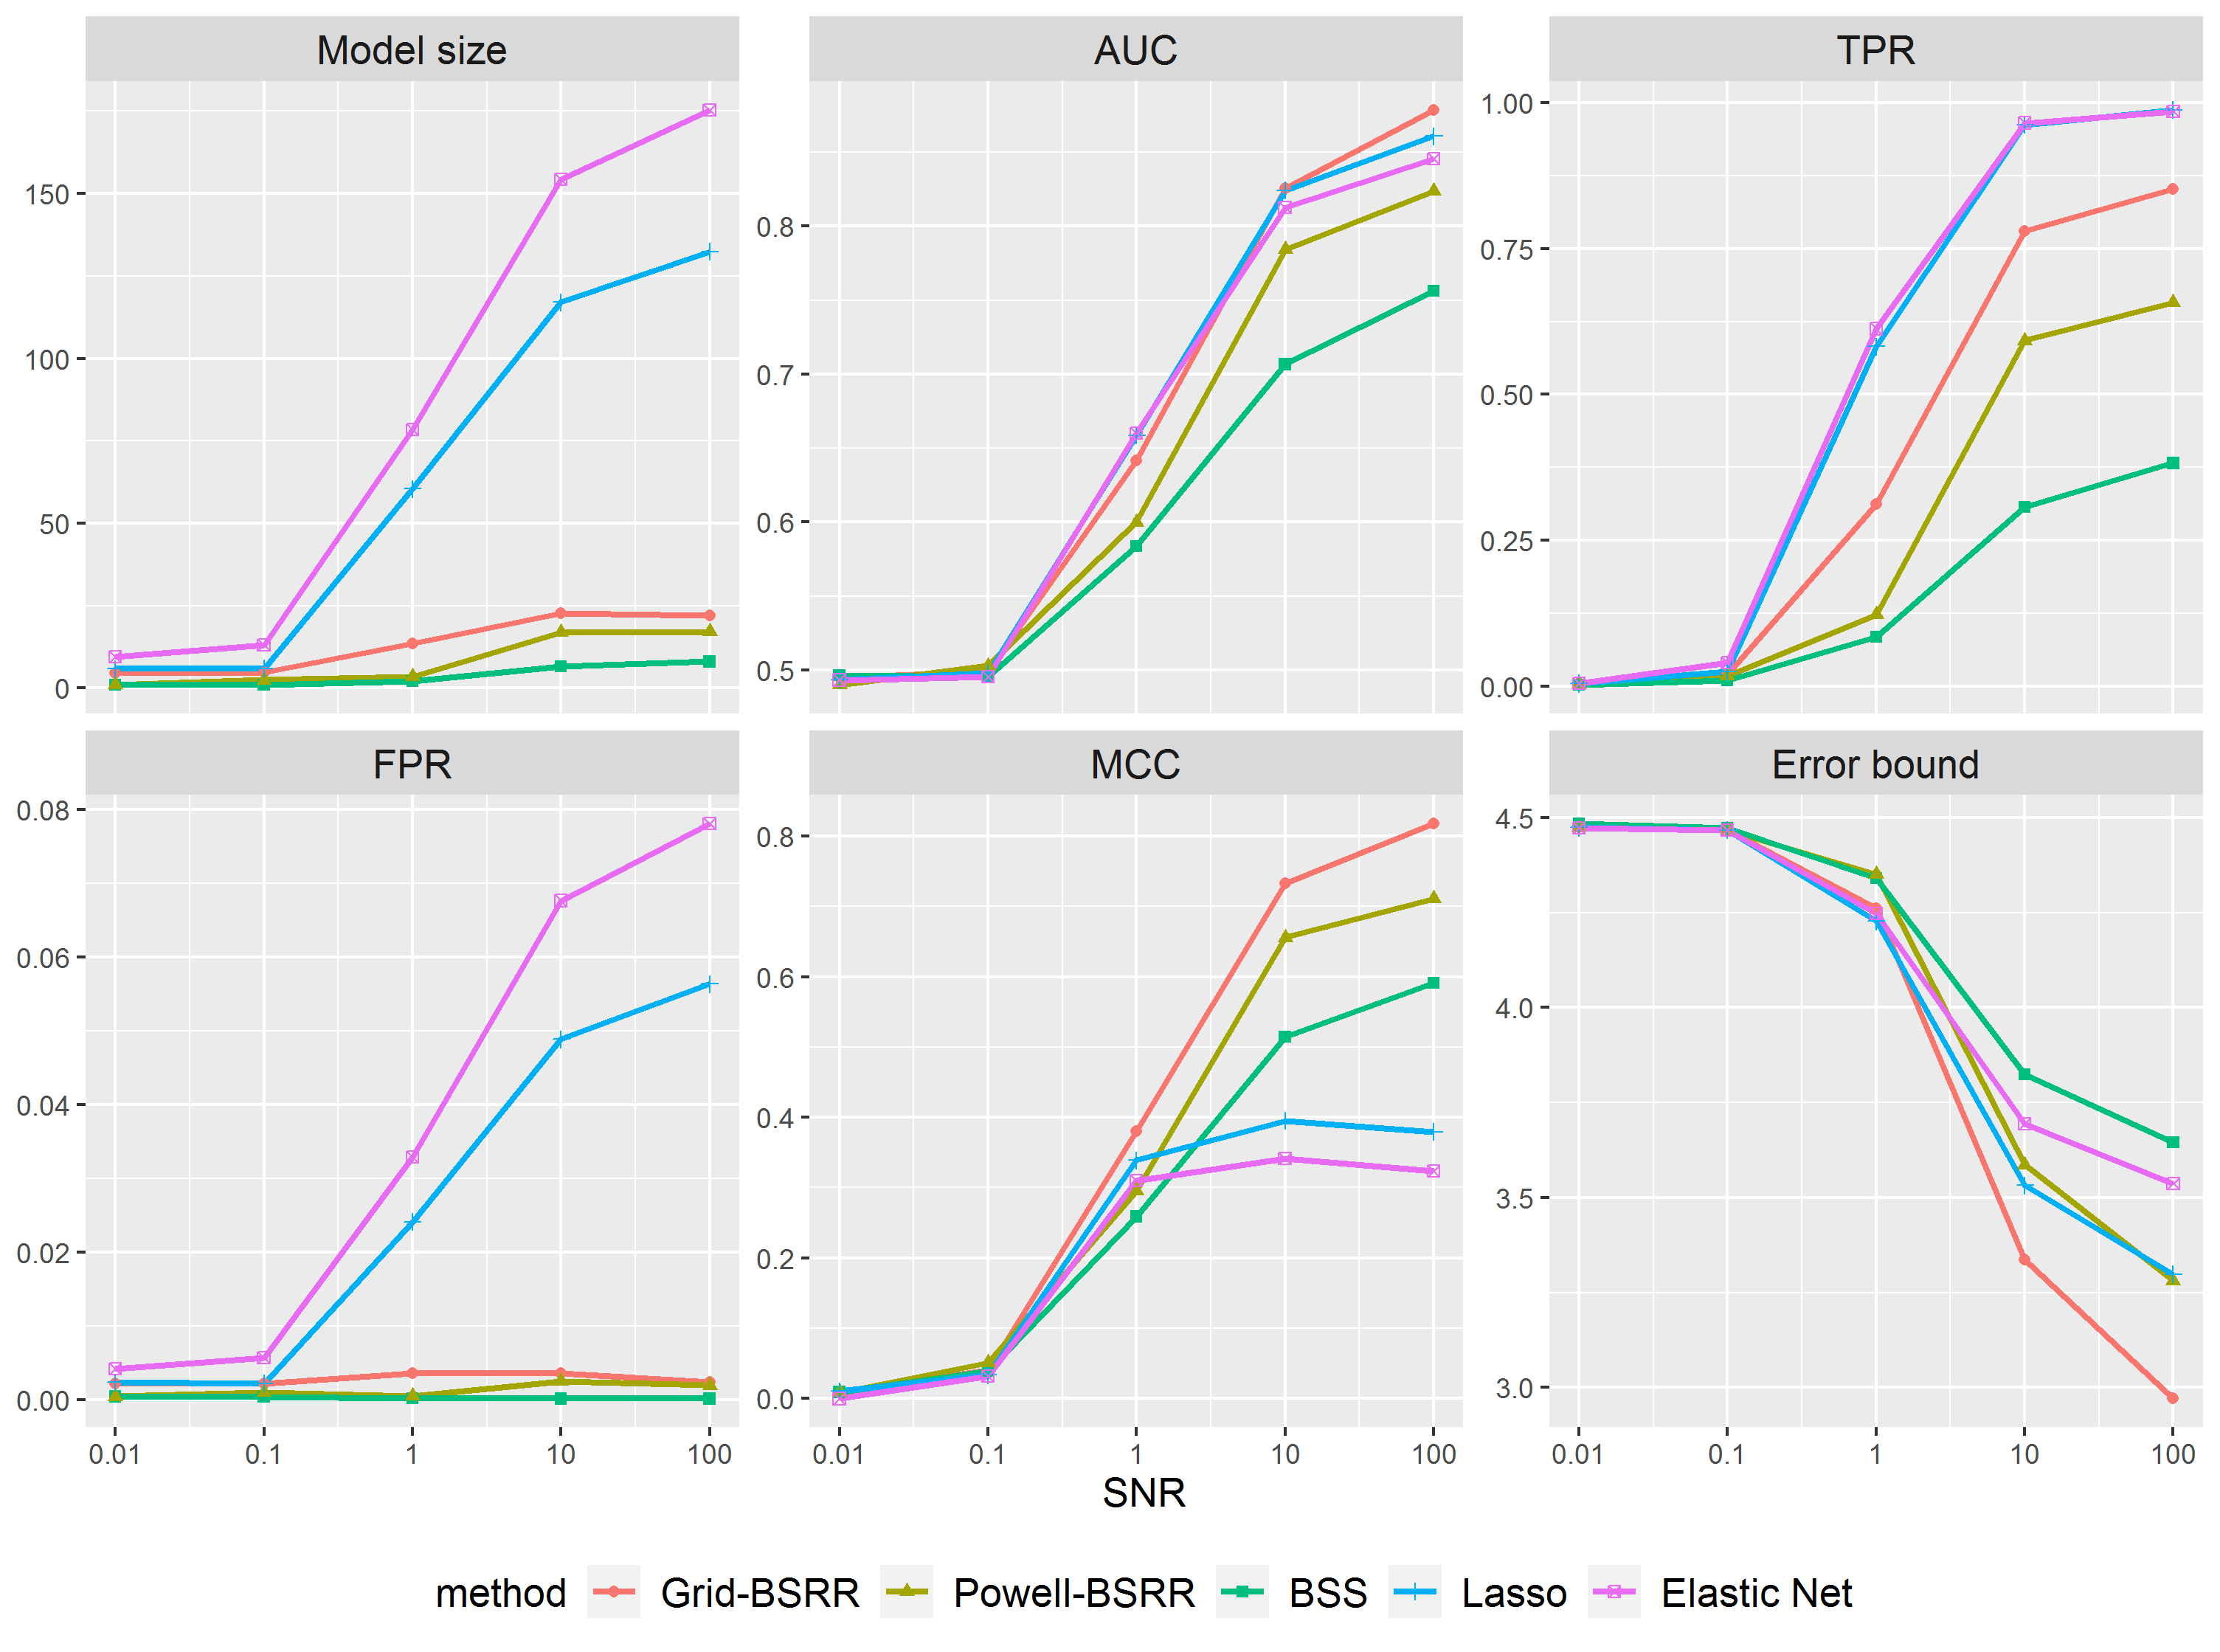 Model size
AUC
TPR
150
100
50
0
0.8
0.7
0.6
0.5
1.00
0.75
0.50
0.25
0.00
FPR
MCC
Error bound
0.08
0.06
0.04
0.02
0.00
0.8
0.6
0.4
0.2
0.0
4.5
4.0
3.5
3.0
0.01 0.1 1 10 100
0.01 0.1 1 10 100
0.01 0.1 1 10 100
SNR
method Grid-BSRR Powell-BSRR BSS Lasso Elastic Net